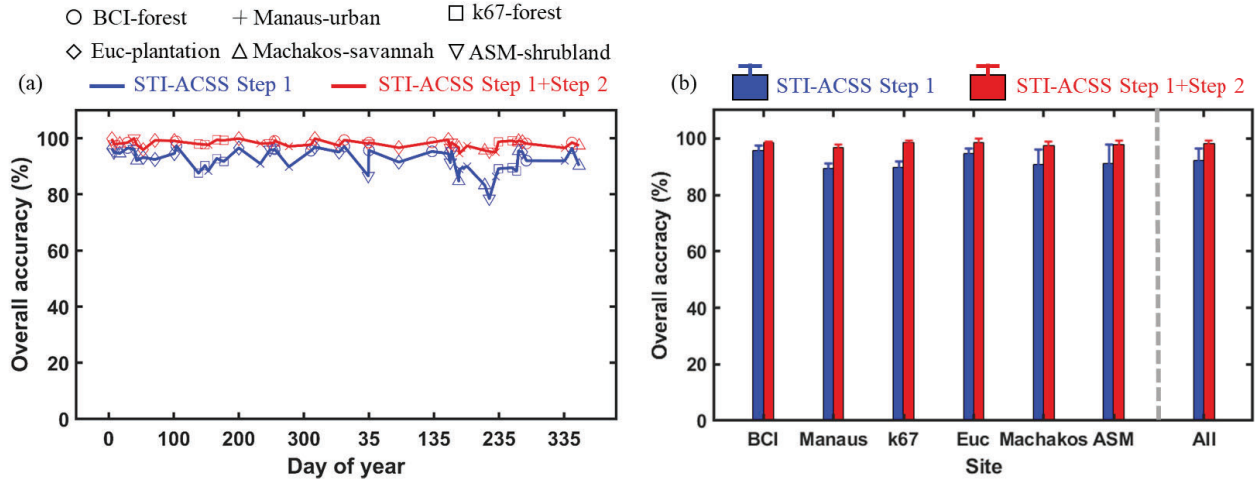 BCI-forest Manaus-urban k67-forest
Euc-plantation Machakos-savannah ASM-shrubland
(a) STI-ACSS Step 1 STI-ACSS Step 1+Step 2
100
80
60
40
20
0
Overall accuracy (%)
0 100 200 300 35 135 235 335
Day of year
(b) STI-ACSS Step 1 STI-ACSS Step 1+Step 2
100
80
60
40
20
0
Overall accracy (%)
BCI Manaus k67 Euc Machakos ASM All
Site